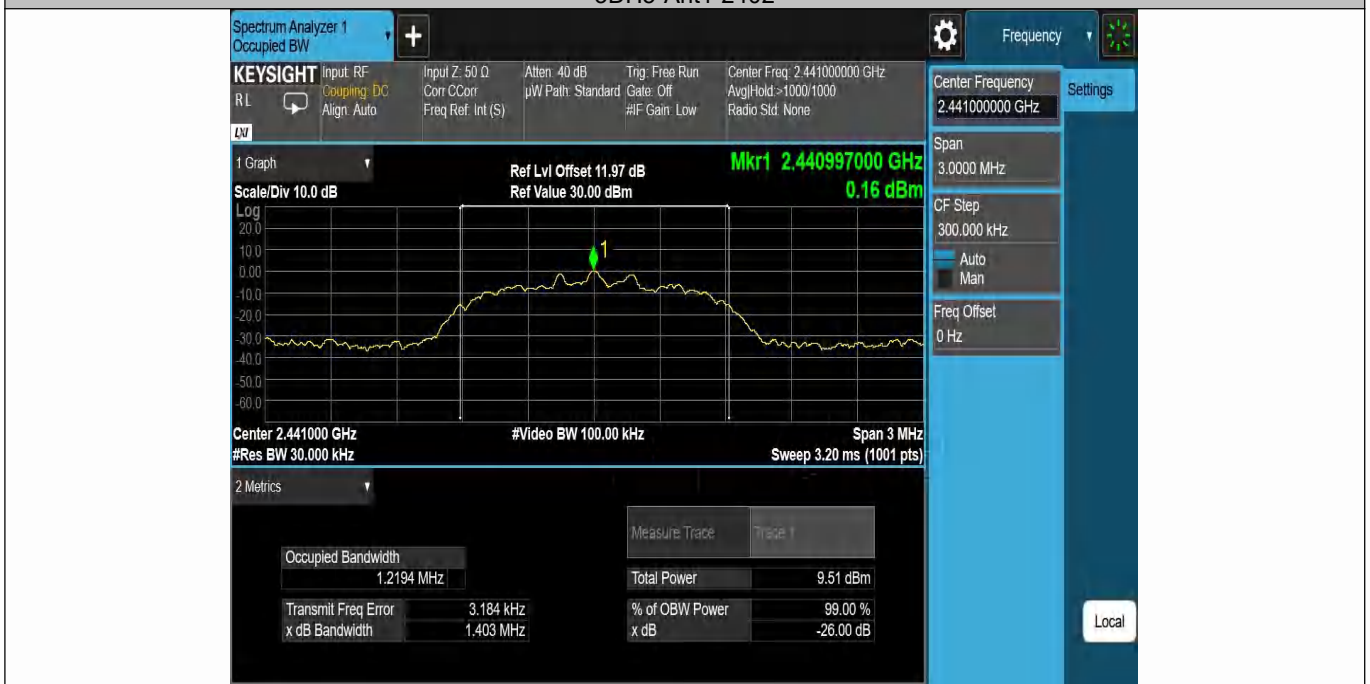 Spectrum Analyzer 1
Occupied BW
+
Frequency
KEYSIGHT
RL
LXI
Input: RF
Coupling: DC
Align: Auto
Input Z: 50 Ω
Corr CCorr
Freq Ref: Int (S)
Atten: 40 dB
µW Path: Standard
Trig: Free Run
Gate: Off
#IF Gain: Low
Center Freq: 2.441000000 GHz
Avg|Hold:>1000/1000
Radio Std: None
Center Frequency
2.441000000 GHz
Settings
Span
3.0000 MHz
CF Step
300.000 kHz
Auto
Man
Freq Offset
0 Hz
1 Graph
Scale/Div 10.0 dB
Ref Lvl Offset 11.97 dB
Ref Value 30.00 dBm
Mkr1 2.440997000 GHz
0.16 dBm
Log
20.0
10.0
0.00
-10.0
-20.0
-30.0
-40.0
-50.0
-60.0
1
Center 2.441000 GHz
#Res BW 30.000 kHz
#Video BW 100.00 kHz
Span 3 MHz
Sweep 3.20 ms (1001 pts)
2 Metrics
Measure Trace
Trace 1
Occupied Bandwidth
1.2194 MHz
Total Power
9.51 dBm
Transmit Freq Error
3.184 kHz
% of OBW Power
99.00 %
x dB Bandwidth
1.403 MHz
x dB
-26.00 dB
Local